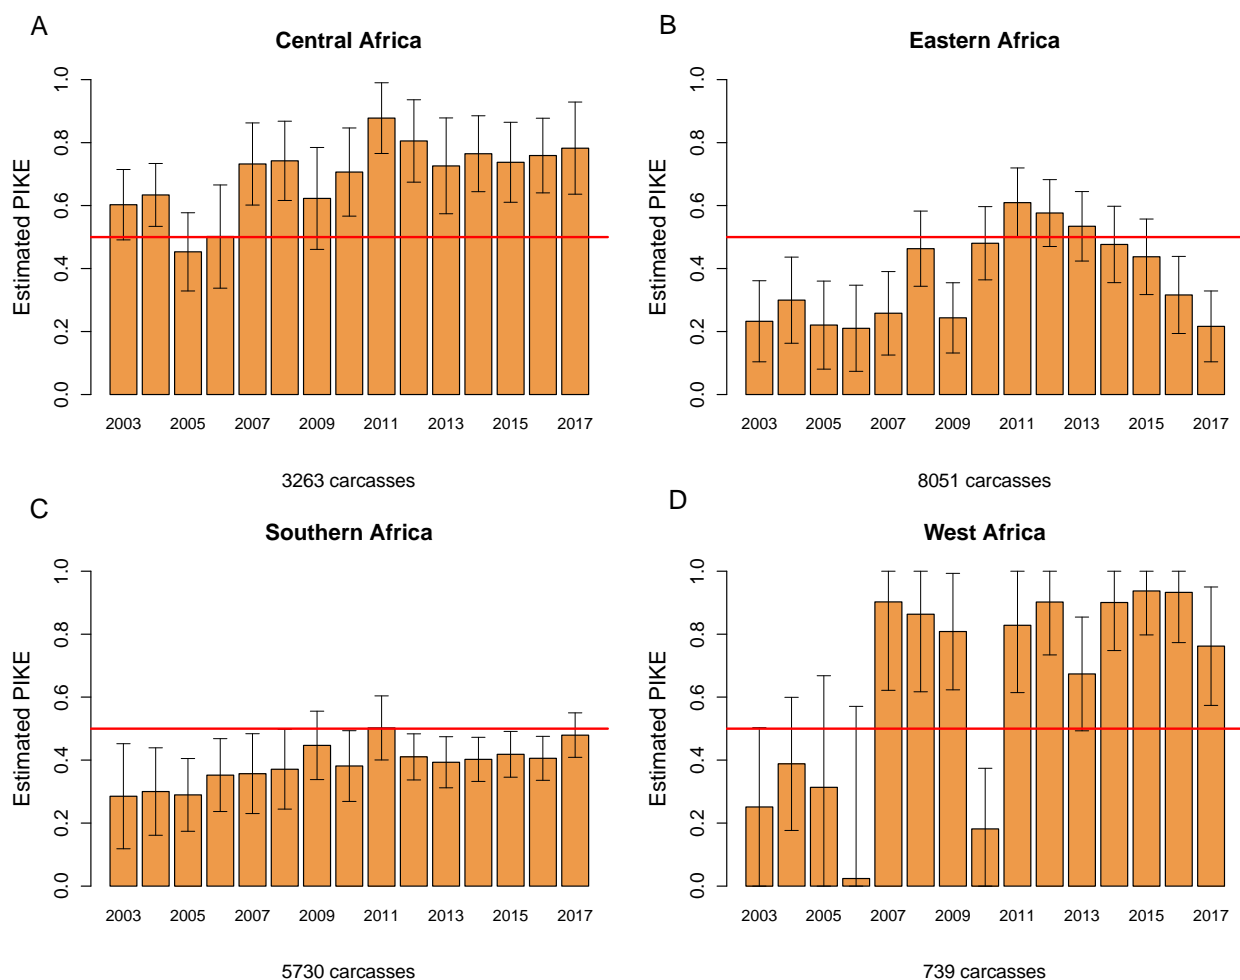 A
Central Africa
Estimated PIKE
1.0
0.8
0.6
0.4
0.2
0.0
2003 2005 2007 2009 2011 2013 2015 2017
3263 carcasses
B
Eastern Africa
Estimated PIKE
1.0
0.8
0.6
0.4
0.2
0.0
2003 2005 2007 2009 2011 2013 2015 2017
8051 carcasses
C
Southern Africa
Estimated PIKE
1.0
0.8
0.6
0.4
0.2
0.0
2003 2005 2007 2009 2011 2013 2015 2017
5730 carcasses
D
West Africa
Estimated PIKE
1.0
0.8
0.6
0.4
0.2
0.0
2003 2005 2007 2009 2011 2013 2015 2017
739 carcasses